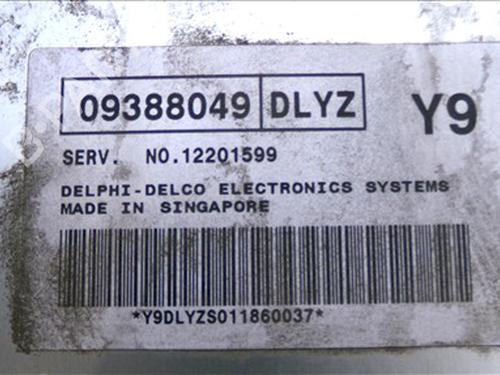 09388049 DLYZ Y9
SERV. NO.12201599
DELPHI-DELCO ELECTRONICS SYSTEMS
MADE IN SINGAPORE
*Y9DLYZS011860037*